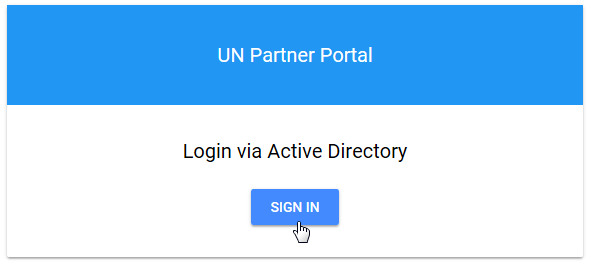 UN Partner Portal
Login via Active Directory
SIGN IN